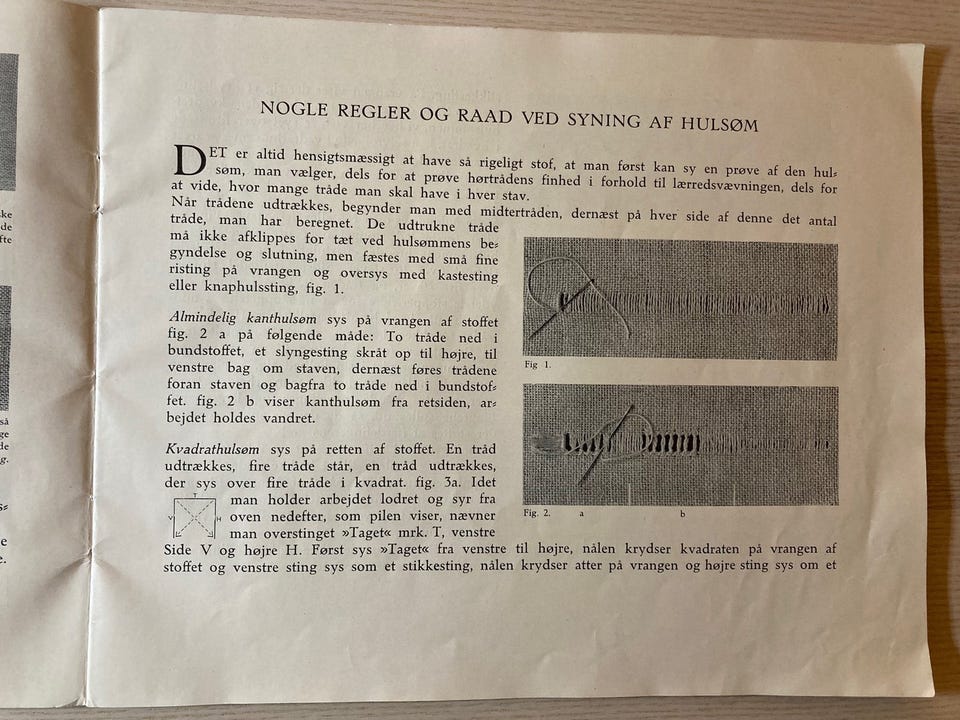 ke
de
fte
så
ge
de
g.
s⸗
e
e.
NOGLE REGLER OG RAAD VED SYNING AF HULSØM
DET er altid hensigtsmæssigt at have så rigeligt stof, at man først kan sy en prøve af den hul⸗
søm, man vælger, dels for at prøve hørtrådens finhed i forhold til lærredsvævningen, dels for
at vide, hvor mange tråde man skal have i hver stav.
Når trådene udtrækkes, begynder man med midtertråden, dernæst på hver side af denne det antal
tråde, man har beregnet. De udtrukne tråde
må ikke afklippes for tæt ved hulsømmens be⸗
gyndelse og slutning, men fæstes med små fine
risting på vrangen og oversys med kastesting
eller knaphulssting, fig. 1.
Almindelig kanthulsøm sys på vrangen af stoffet
fig. 2 a på følgende måde: To tråde ned i
bundstoffet, et slyngesting skråt op til højre, til
venstre bag om staven, dernæst føres trådene
foran staven og bagfra to tråde ned i bundstof⸗
fet. fig. 2 b viser kanthulsøm fra retsiden, ar⸗
bejdet holdes vandret.
Kvadrathulsøm sys på retten af stoffet. En tråd
udtrækkes, fire tråde står, en tråd udtrækkes,
der sys over fire tråde i kvadrat. fig. 3a. Idet
man holder arbejdet lodret og syr fra
oven nedefter, som pilen viser, nævner
man overstinget »Taget« mrk. T, venstre
T
V H
Side V og højre H. Først sys »Taget« fra venstre til højre, nålen krydser kvadraten på vrangen af
stoffet og venstre sting sys som et stikkesting, nålen krydser atter på vrangen og højre sting sys om et
Fig 1.
Fig. 2. a b